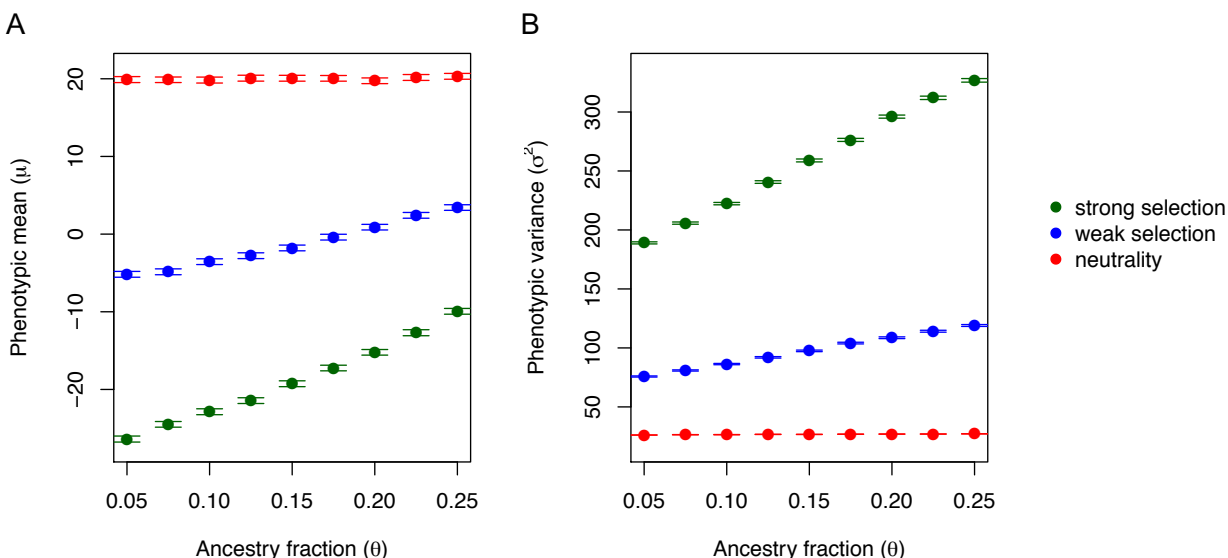 A
Phenotypic mean (μ)
20
10
0
−10
−20
0.05 0.10 0.15 0.20 0.25
Ancestry fraction (θ)
B
Phenotypic variance (σ²)
300
250
200
150
100
50
0.05 0.10 0.15 0.20 0.25
Ancestry fraction (θ)
strong selection
weak selection
neutrality